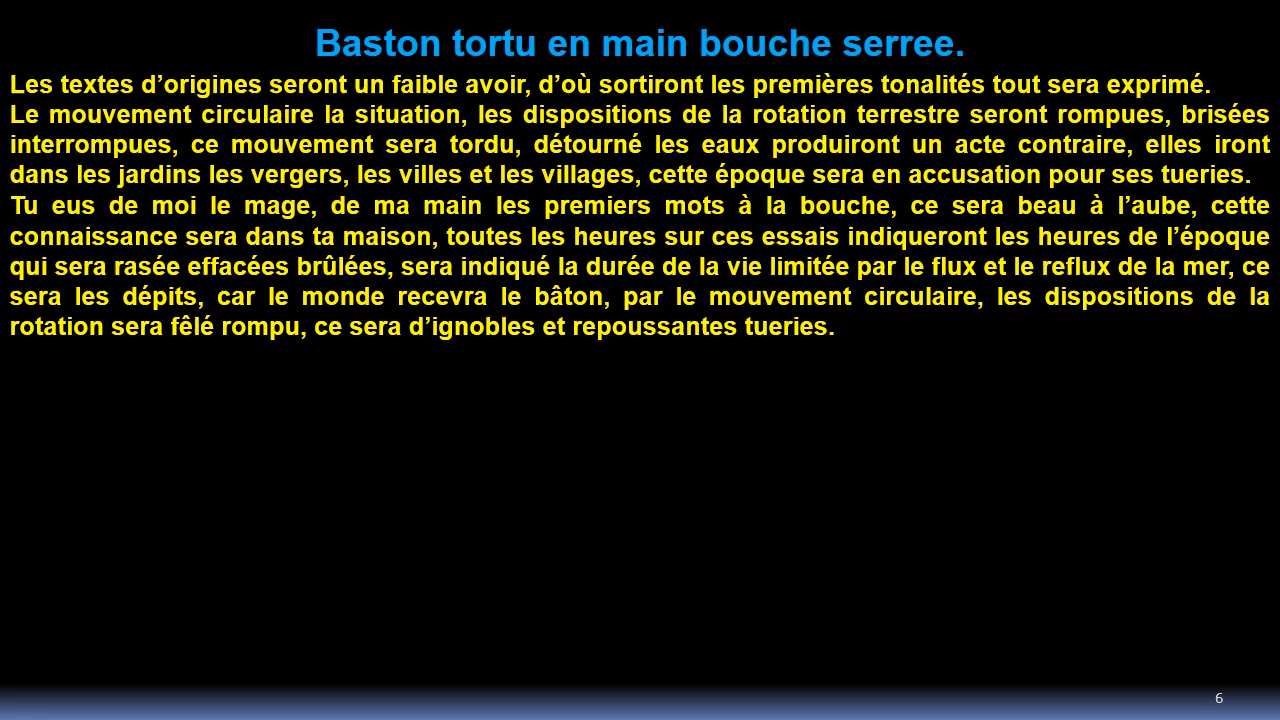 Baston tortu en main bouche serree.
Les textes d’origines seront un faible avoir, d’où sortiront les premières tonalités tout sera exprimé.
Le mouvement circulaire la situation, les dispositions de la rotation terrestre seront rompues, brisées
interrompues, ce mouvement sera tordu, détourné les eaux produiront un acte contraire, elles iront
dans les jardins les vergers, les villes et les villages, cette époque sera en accusation pour ses tueries.
Tu eus de moi le mage, de ma main les premiers mots à la bouche, ce sera beau à l’aube, cette
connaissance sera dans ta maison, toutes les heures sur ces essais indiqueront les heures de l’époque
qui sera rasée effacées brûlées, sera indiqué la durée de la vie limitée par le flux et le reflux de la mer, ce
sera les dépits, car le monde recevra le bâton, par le mouvement circulaire, les dispositions de la
rotation sera fêlé rompu, ce sera d’ignobles et repoussantes tueries.
6